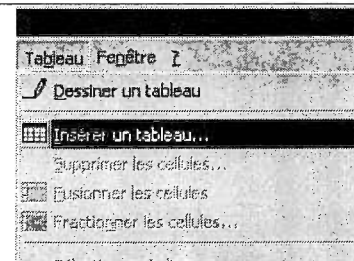 Tableau Fenêtre ?
Dessiner un tableau
Insérer un tableau...
Supprimer les cellules...
Fusionner les cellules
Fractionner les cellules...